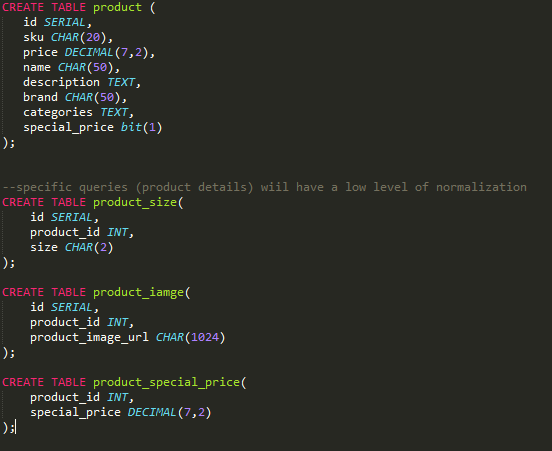 CREATE TABLE product (
id SERIAL,
sku CHAR(20),
price DECIMAL(7,2),
name CHAR(50),
description TEXT,
brand CHAR(50),
categories TEXT,
special_price bit(1)
);
--specific queries (product details) wiil have a low level of normalization
CREATE TABLE product_size(
id SERIAL,
product_id INT,
size CHAR(2)
);
CREATE TABLE product_iamge(
id SERIAL,
product_id INT,
product_image_url CHAR(1024)
);
CREATE TABLE product_special_price(
product_id INT,
special_price DECIMAL(7,2)
);